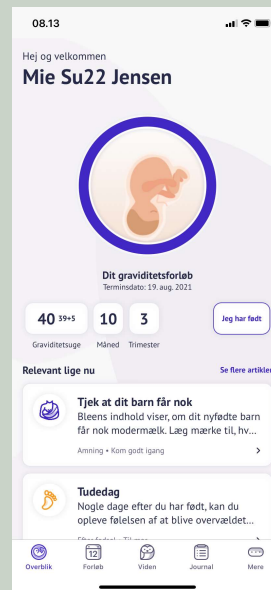 08.13
Hej og velkommen
Mie Su22 Jensen
Dit graviditetsforløb
Terminsdato: 19. aug. 2021
40 39+5 10 3 Jeg har født
Graviditetsuge Måned Trimester
Relevant lige nu Se flere artikler
Tjek at dit barn får nok
Bleens indhold viser, om dit nyfødte barn
får nok modermælk. Læg mærke til, hv...
Amning • Kom godt igang
Tudedag
Nogle dage efter du har født, kan du
opleve følelsen af at blive overvældet...
12
Overblik Forløb Viden Journal Mere